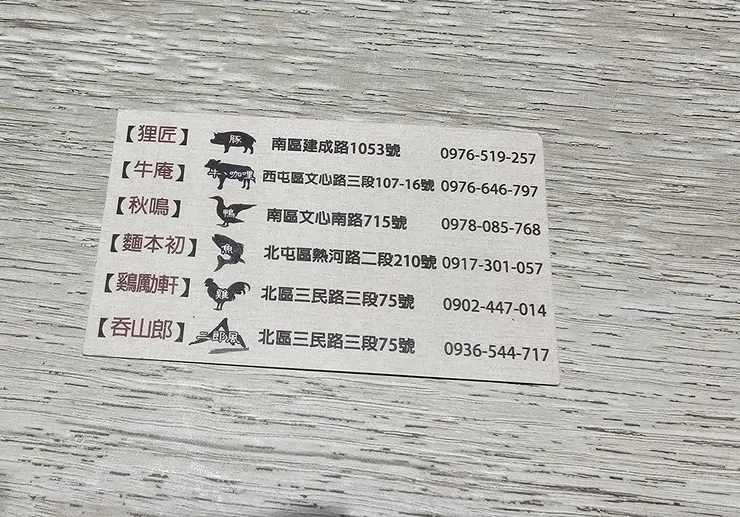 【狸匠】 豚 南區建成路1053號 0976-519-257
【牛庵】 牛、咖哩 西屯區文心路三段107-16號 0976-646-797
【秋鳴】 鴨 南區文心南路715號 0978-085-768
【麵本初】 魚 北屯區熱河路二段210號 0917-301-057
【鷄勵軒】 雞 北區三民路三段75號 0902-447-014
【吞山郎】 二郎風 北區三民路三段75號 0936-544-717